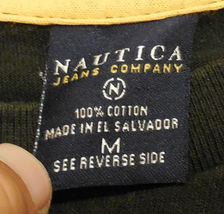 NAUTICA
JEANS COMPANY
N
100% COTTON
MADE IN EL SALVADOR
M
SEE REVERSE SIDE